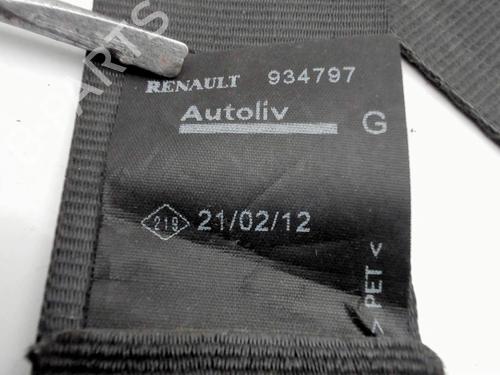 RENAULT 934797
Autoliv G
219 21/02/12
> PET <